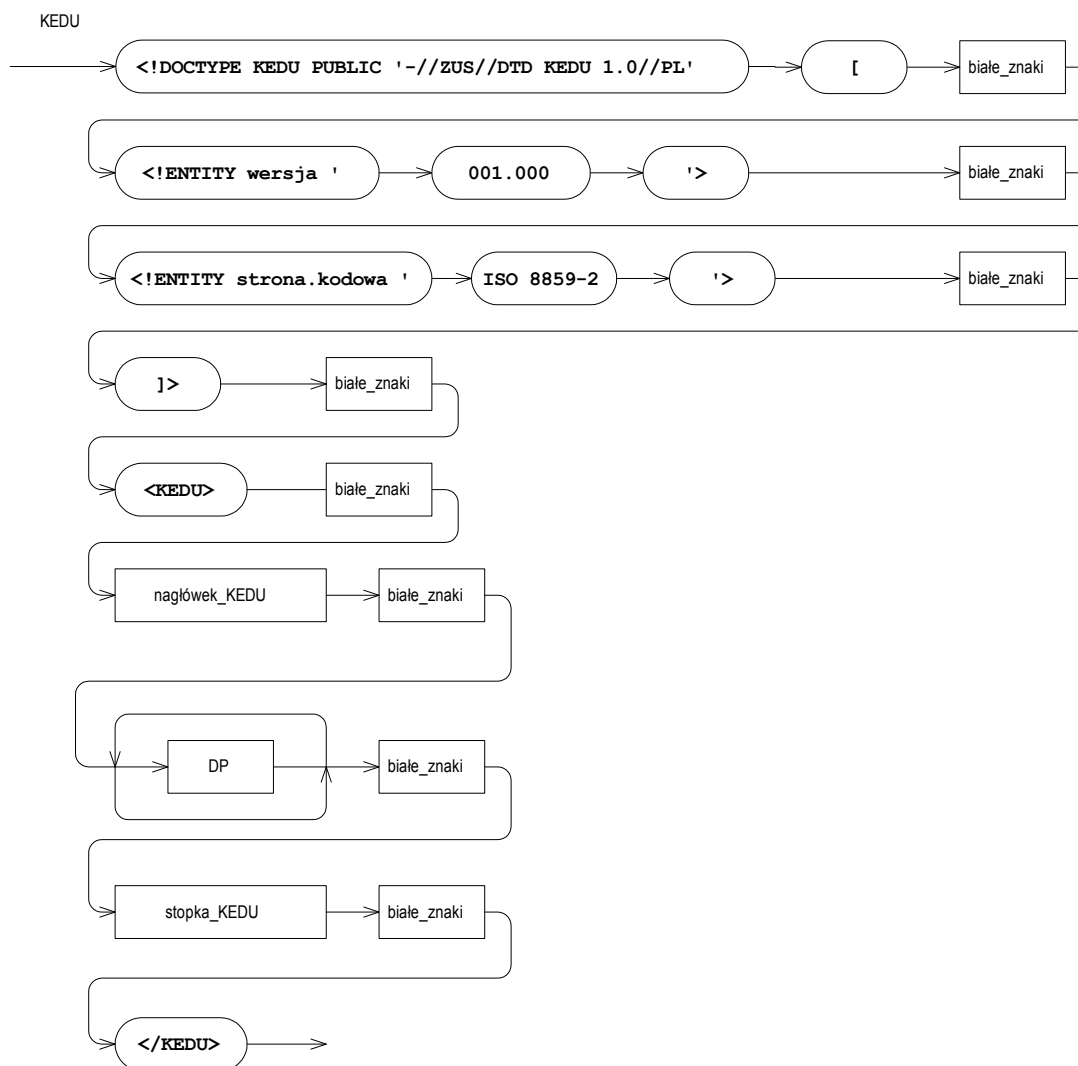 KEDU
<!DOCTYPE KEDU PUBLIC '-//ZUS//DTD KEDU 1.0//PL' [ białe_znaki
<!ENTITY wersja ' 001.000 '> białe_znaki
<!ENTITY strona.kodowa ' ISO 8859-2 '> białe_znaki
]> białe_znaki
<KEDU> białe_znaki
nagłówek_KEDU białe_znaki
DP białe_znaki
stopka_KEDU białe_znaki
</KEDU>